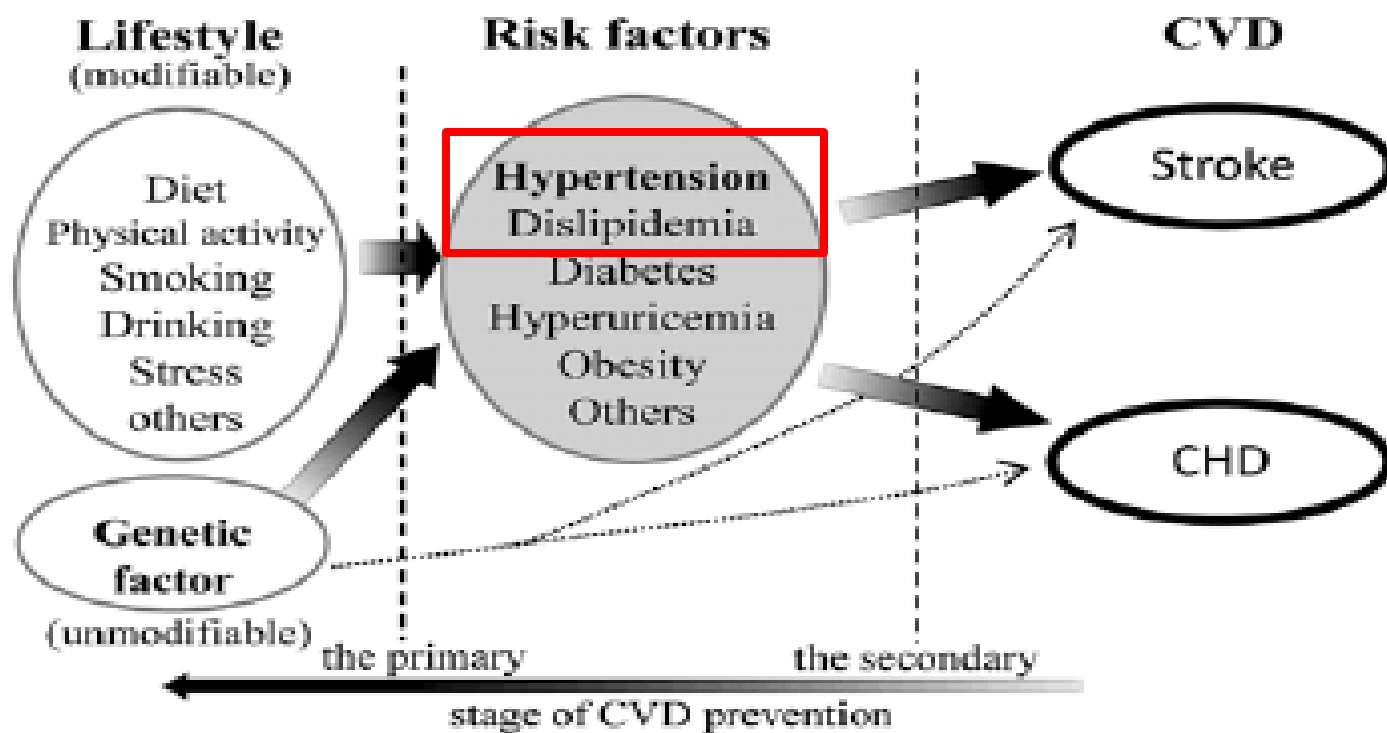 Lifestyle
(modifiable)
Diet
Physical activity
Smoking
Drinking
Stress
others
Genetic
factor
(unmodifiable)
Risk factors
Hypertension
Dislipidemia
Diabetes
Hyperuricemia
Obesity
Others
CVD
Stroke
CHD
the primary
the secondary
stage of CVD prevention